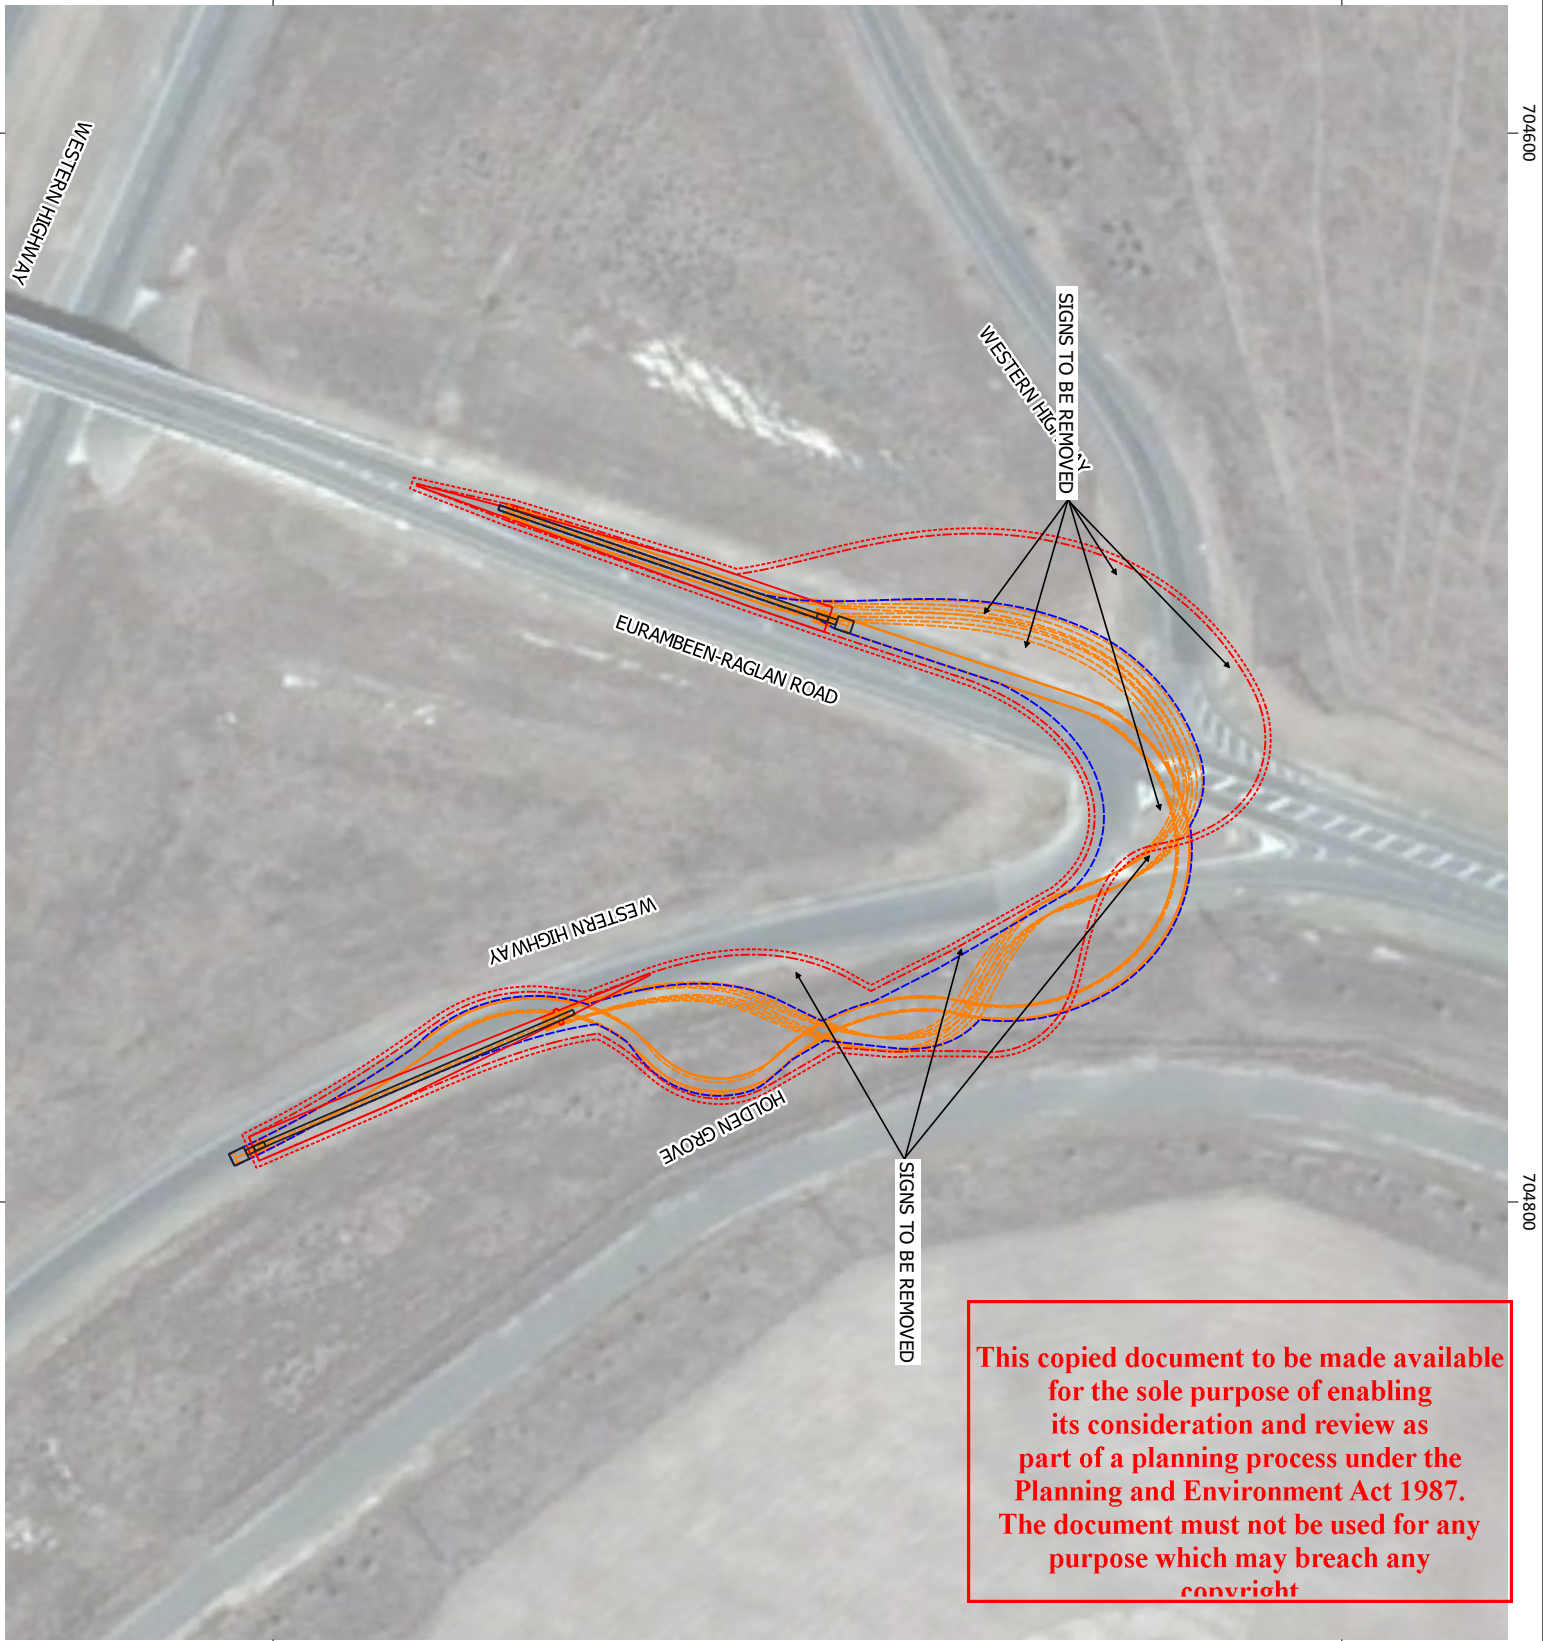 704600
WESTERN HIGHWAY
SIGNS TO BE REMOVED
WESTERN HIGHWAY
EURAMBEEN-RAGLAN ROAD
WESTERN HIGHWAY
HOLDEN GROVE
SIGNS TO BE REMOVED
704800
This copied document to be made available
for the sole purpose of enabling
its consideration and review as
part of a planning process under the
Planning and Environment Act 1987.
The document must not be used for any
purpose which may breach any
copyright